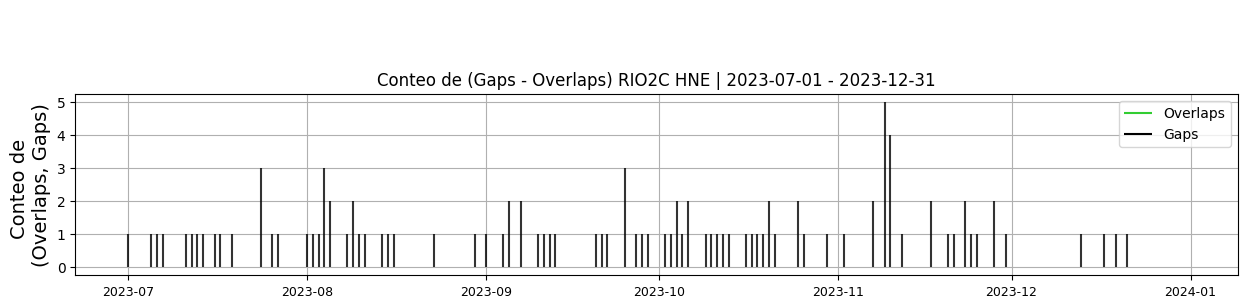 Conteo de (Gaps - Overlaps) RIO2C HNE | 2023-07-01 - 2023-12-31
Conteo de
(Overlaps, Gaps)
5
4
3
2
1
0
Overlaps
Gaps
2023-07
2023-08
2023-09
2023-10
2023-11
2023-12
2024-01